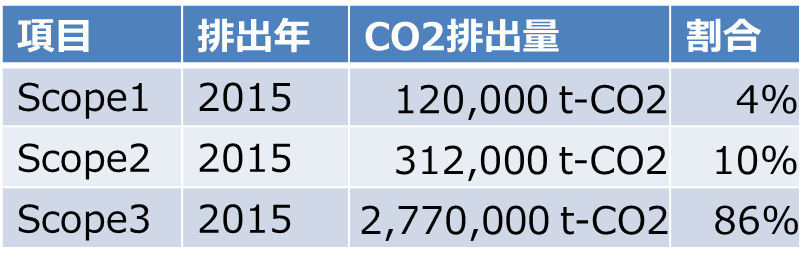 項目 排出年 CO2排出量 割合
Scope1 2015 120,000 t-CO2 4%
Scope2 2015 312,000 t-CO2 10%
Scope3 2015 2,770,000 t-CO2 86%